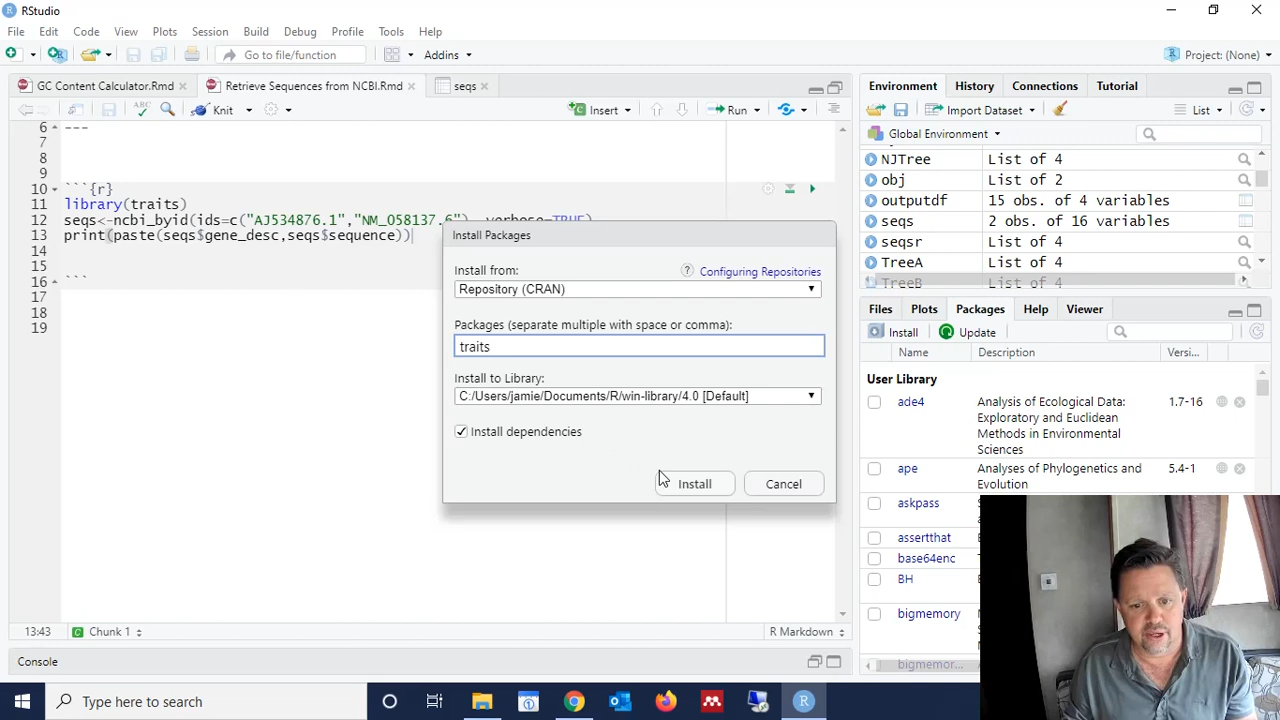 RStudio
File Edit Code View Plots Session Build Debug Profile Tools Help
Go to file/function Addins Project: (None)
GC Content Calculator.Rmd Retrieve Sequences from NCBI.Rmd seqs
Knit Insert Run
6 ---
7
8
9
10 ```{r}
11 library(traits)
12 seqs<-ncbi_byid(ids=c("AJ534876.1","NM_058137.6"), verbose=TRUE)
13 print(paste(seqs$gene_desc,seqs$sequence))
14
15
16 ```
17
18
19
13:43 Chunk 1 R Markdown
Console
Install Packages
Install from: Configuring Repositories
Repository (CRAN)
Packages (separate multiple with space or comma):
traits
Install to Library:
C:/Users/jamie/Documents/R/win-library/4.0 [Default]
Install dependencies
Install Cancel
Environment History Connections Tutorial
Import Dataset List
Global Environment
NJTree List of 4
obj List of 2
outputdf 15 obs. of 4 variables
seqs 2 obs. of 16 variables
seqsr List of 4
TreeA List of 4
TreeB List of 4
Files Plots Packages Help Viewer
Install Update
Name Description Versi...
User Library
ade4 Analysis of Ecological Data: Exploratory and Euclidean Methods in Environmental Sciences 1.7-16
ape Analyses of Phylogenetics and Evolution 5.4-1
askpass
assertthat
base64enc
BH
bigmemory
bigmemor...
Type here to search